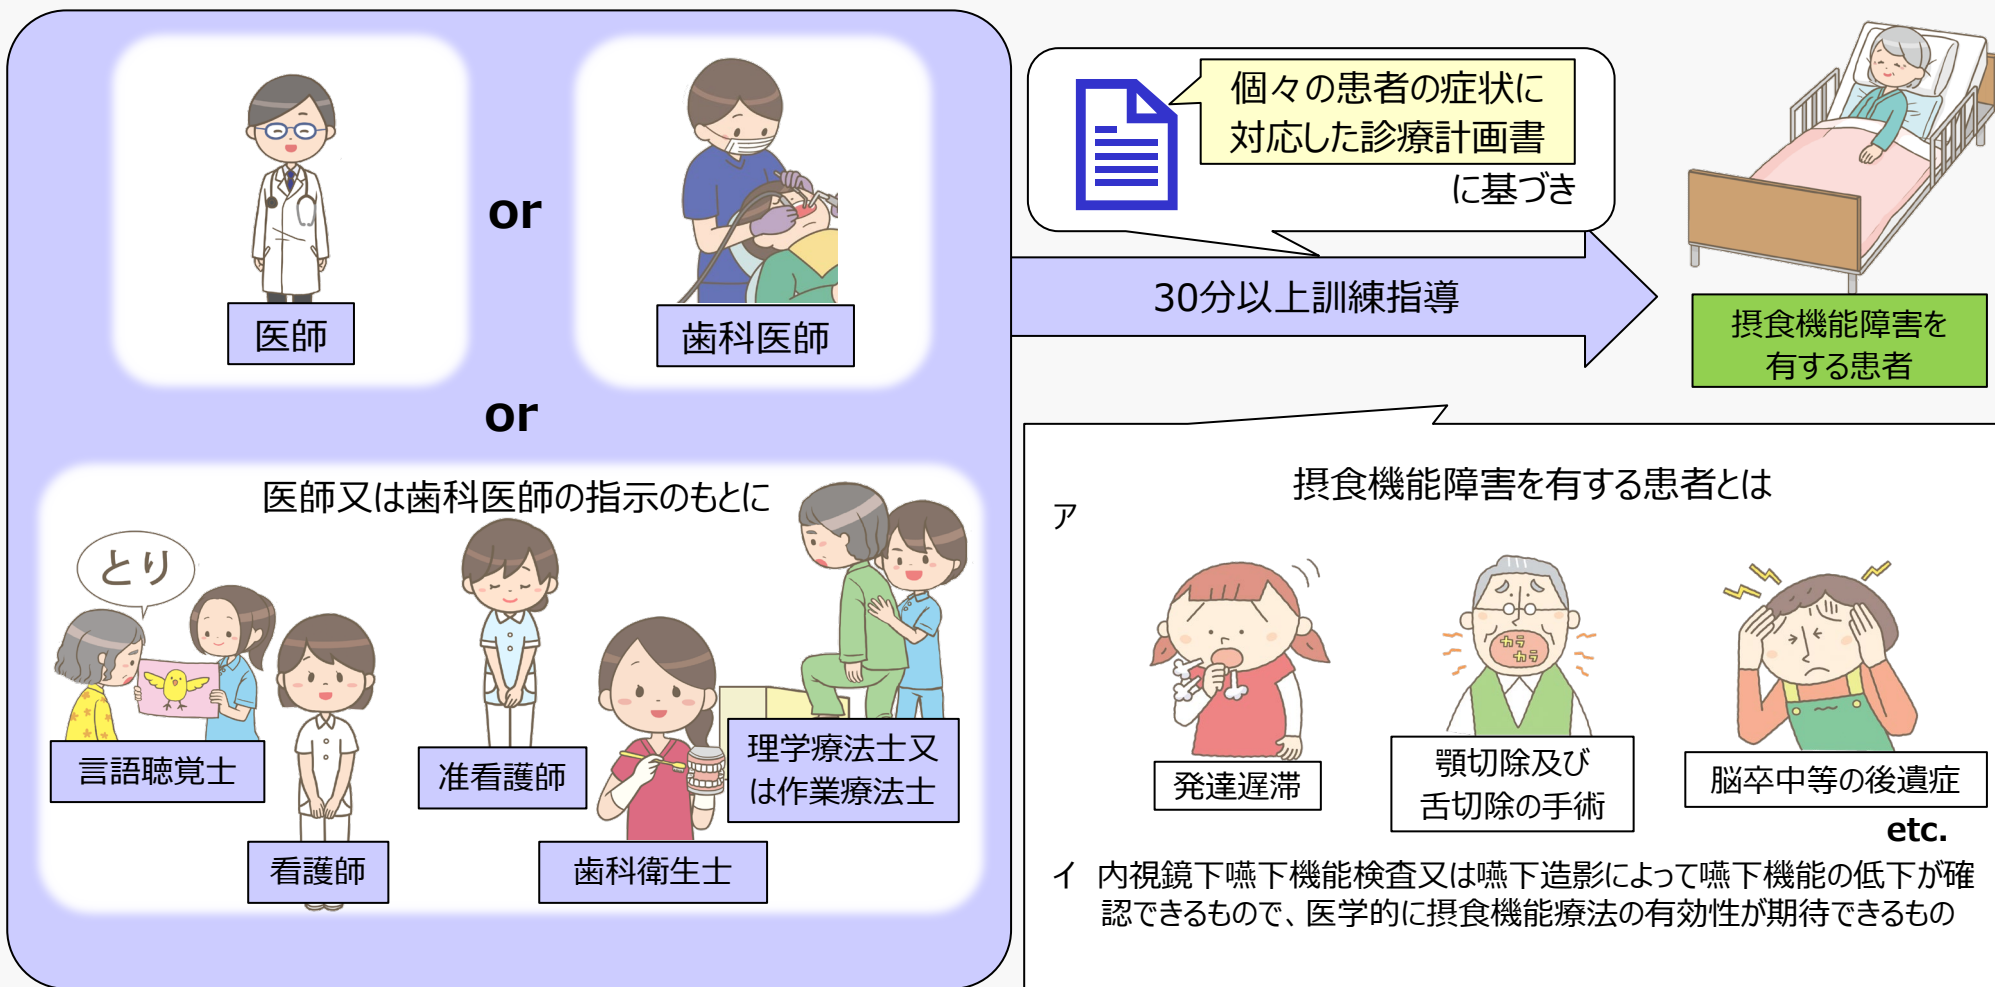 医師
or
歯科医師
or
医師又は歯科医師の指示のもとに
とり
言語聴覚士
看護師
准看護師
歯科衛生士
理学療法士又
は作業療法士
個々の患者の症状に
対応した診療計画書
に基づき
30分以上訓練指導
摂食機能障害を
有する患者
摂食機能障害を有する患者とは
ア
カラ
カラ
発達遅滞
顎切除及び
舌切除の手術
脳卒中等の後遺症
etc.
イ 内視鏡下嚥下機能検査又は嚥下造影によって嚥下機能の低下が確
認できるもので、医学的に摂食機能療法の有効性が期待できるもの